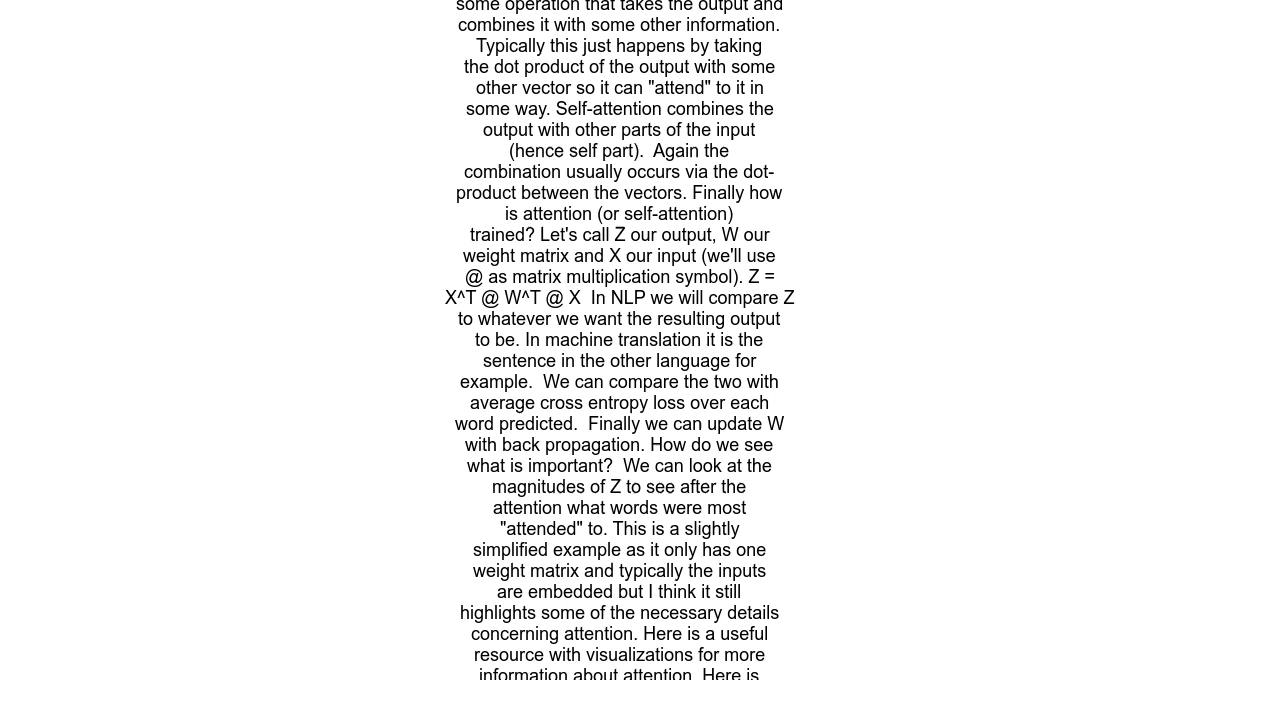 some operation that takes the output and
combines it with some other information.
Typically this just happens by taking
the dot product of the output with some
other vector so it can "attend" to it in
some way. Self-attention combines the
output with other parts of the input
(hence self part).  Again the
combination usually occurs via the dot-
product between the vectors. Finally how
is attention (or self-attention)
trained? Let's call Z our output, W our
weight matrix and X our input (we'll use
@ as matrix multiplication symbol). Z =
X^T @ W^T @ X  In NLP we will compare Z
to whatever we want the resulting output
to be. In machine translation it is the
sentence in the other language for
example.  We can compare the two with
average cross entropy loss over each
word predicted.  Finally we can update W
with back propagation. How do we see
what is important?  We can look at the
magnitudes of Z to see after the
attention what words were most
"attended" to. This is a slightly
simplified example as it only has one
weight matrix and typically the inputs
are embedded but I think it still
highlights some of the necessary details
concerning attention. Here is a useful
resource with visualizations for more
information about attention. Here is